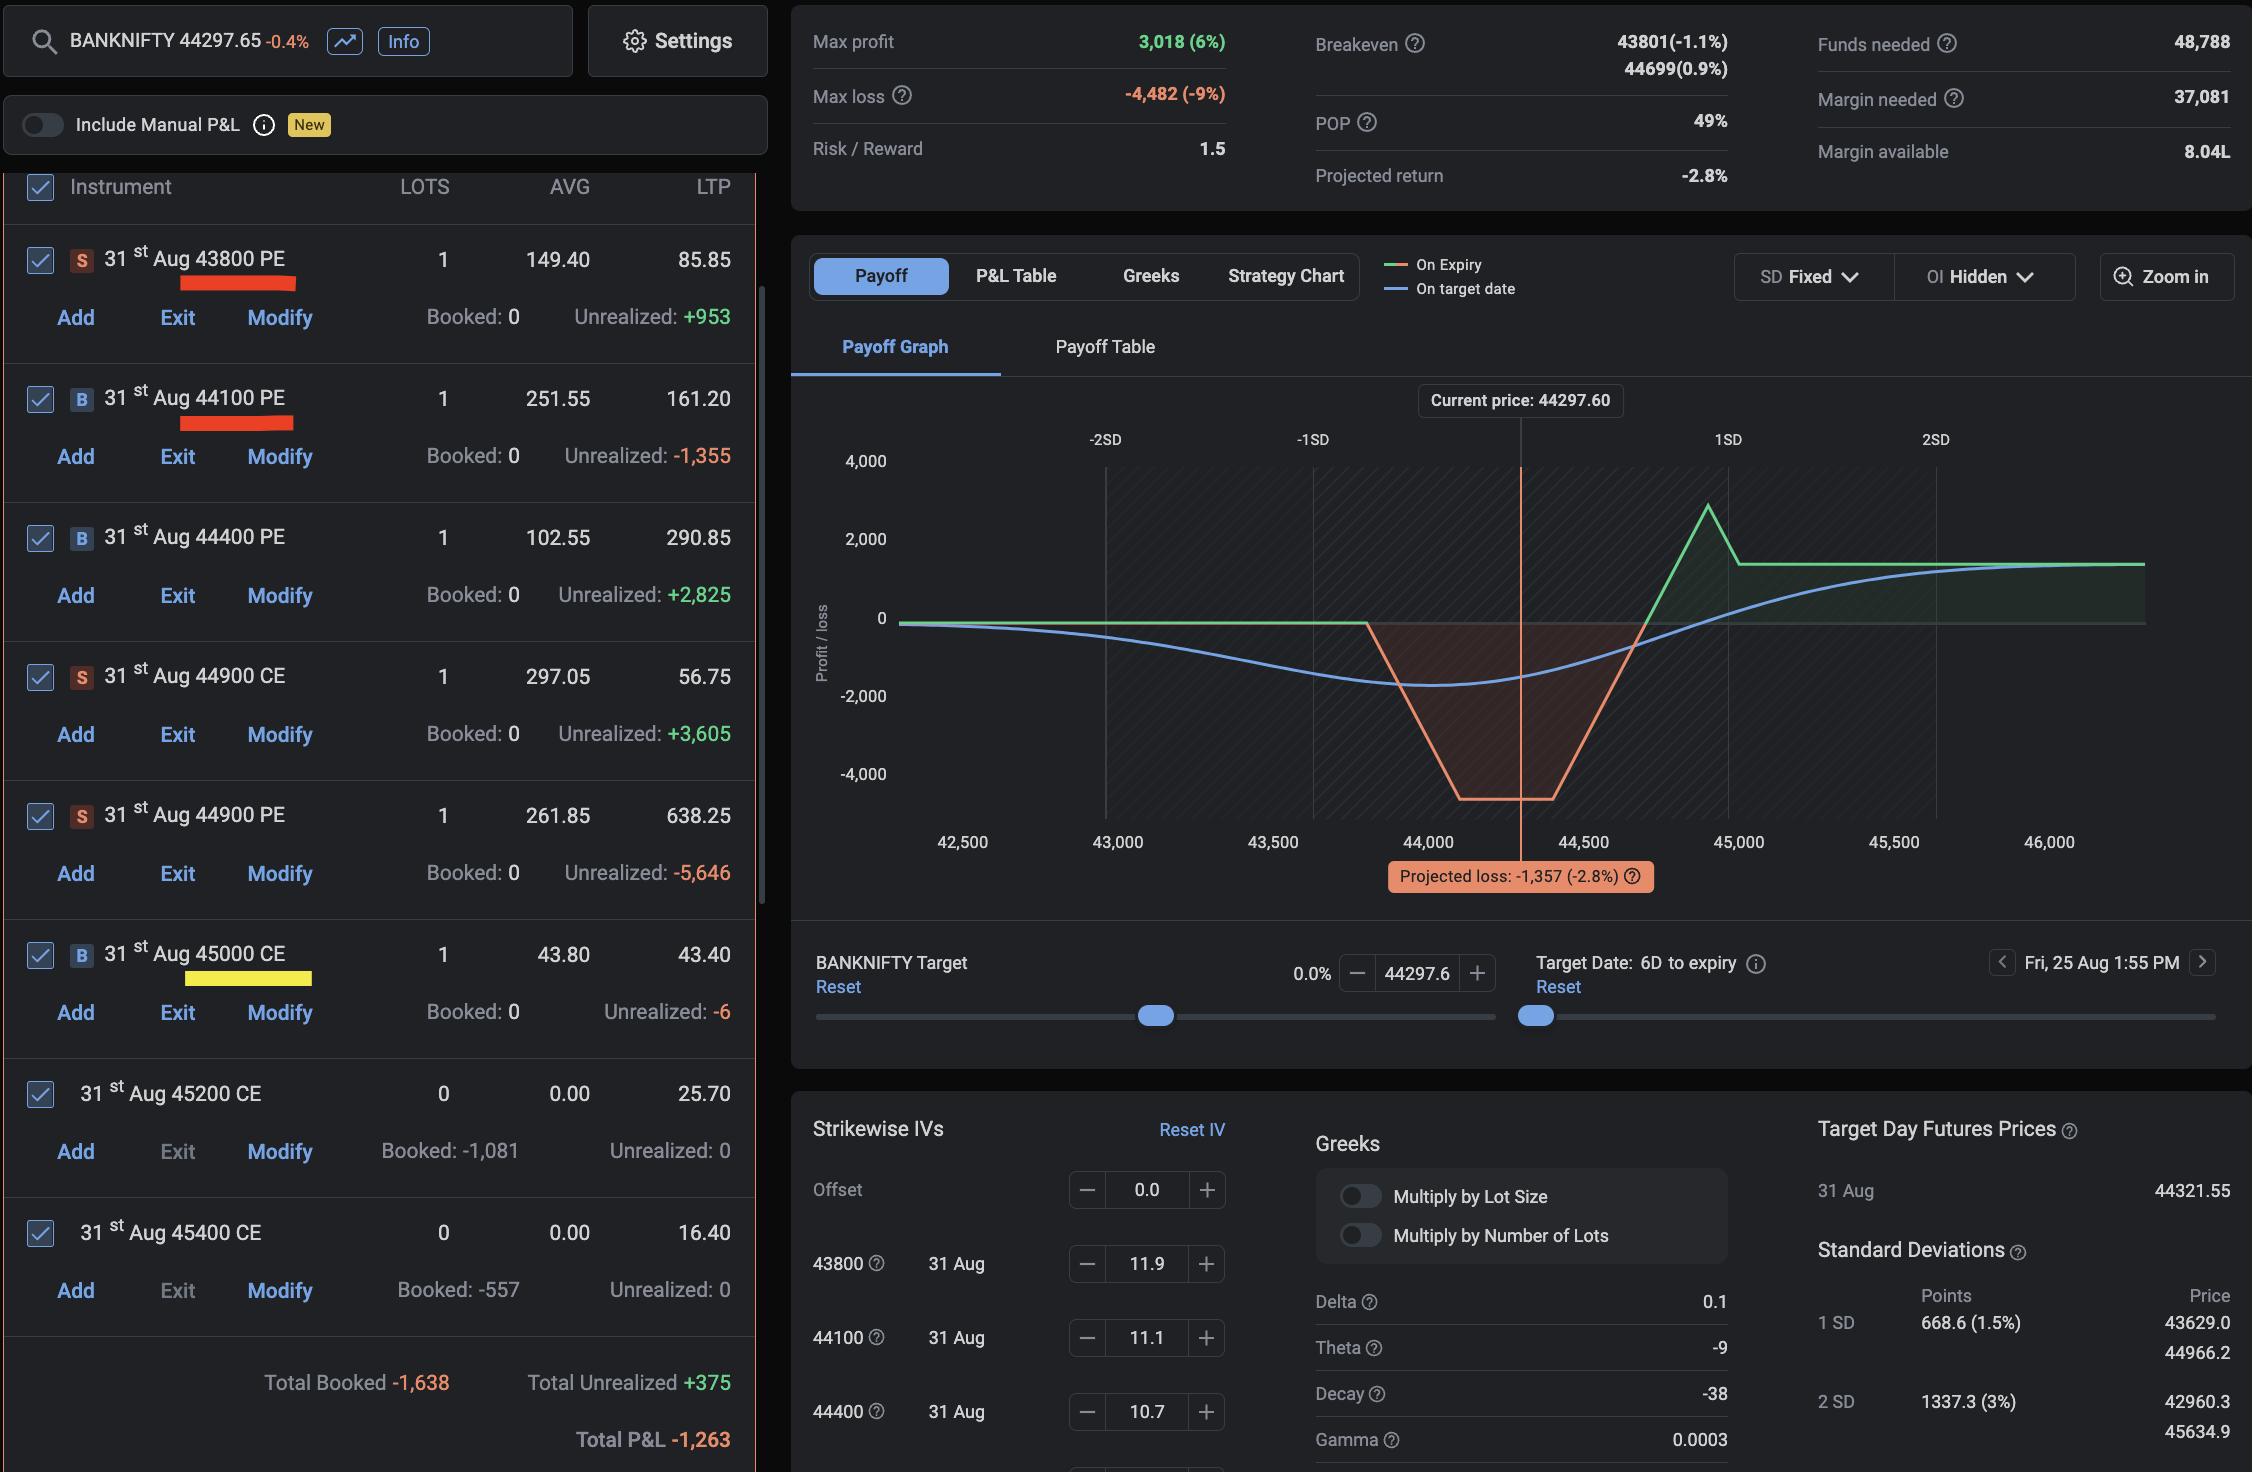 BANKNIFTY 44297.65 -0.4% Info
Settings
Include Manual P&L New
Instrument LOTS AVG LTP
S 31 st Aug 43800 PE 1 149.40 85.85
Add Exit Modify Booked: 0 Unrealized: +953
B 31 st Aug 44100 PE 1 251.55 161.20
Add Exit Modify Booked: 0 Unrealized: -1,355
B 31 st Aug 44400 PE 1 102.55 290.85
Add Exit Modify Booked: 0 Unrealized: +2,825
S 31 st Aug 44900 CE 1 297.05 56.75
Add Exit Modify Booked: 0 Unrealized: +3,605
S 31 st Aug 44900 PE 1 261.85 638.25
Add Exit Modify Booked: 0 Unrealized: -5,646
B 31 st Aug 45000 CE 1 43.80 43.40
Add Exit Modify Booked: 0 Unrealized: -6
31 st Aug 45200 CE 0 0.00 25.70
Add Exit Modify Booked: -1,081 Unrealized: 0
31 st Aug 45400 CE 0 0.00 16.40
Add Exit Modify Booked: -557 Unrealized: 0
Total Booked -1,638 Total Unrealized +375
Total P&L -1,263
Max profit 3,018 (6%)
Max loss -4,482 (-9%)
Risk / Reward 1.5
Breakeven 43801(-1.1%)
44699(0.9%)
POP 49%
Projected return -2.8%
Funds needed 48,788
Margin needed 37,081
Margin available 8.04L
Payoff P&L Table Greeks Strategy Chart
On Expiry
On target date
SD Fixed OI Hidden Zoom in
Payoff Graph Payoff Table
Current price: 44297.60
-2SD -1SD 1SD 2SD
4,000
2,000
0
-2,000
-4,000
Profit / loss
42,500 43,000 43,500 44,000 44,500 45,000 45,500 46,000
Projected loss: -1,357 (-2.8%)
BANKNIFTY Target
Reset
0.0% 44297.6
Target Date: 6D to expiry
Reset
Fri, 25 Aug 1:55 PM
Strikewise IVs Reset IV
Offset 0.0
43800 31 Aug 11.9
44100 31 Aug 11.1
44400 31 Aug 10.7
Greeks
Multiply by Lot Size
Multiply by Number of Lots
Delta 0.1
Theta -9
Decay -38
Gamma 0.0003
Target Day Futures Prices
31 Aug 44321.55
Standard Deviations
Points Price
1 SD 668.6 (1.5%) 43629.0
44966.2
2 SD 1337.3 (3%) 42960.3
45634.9